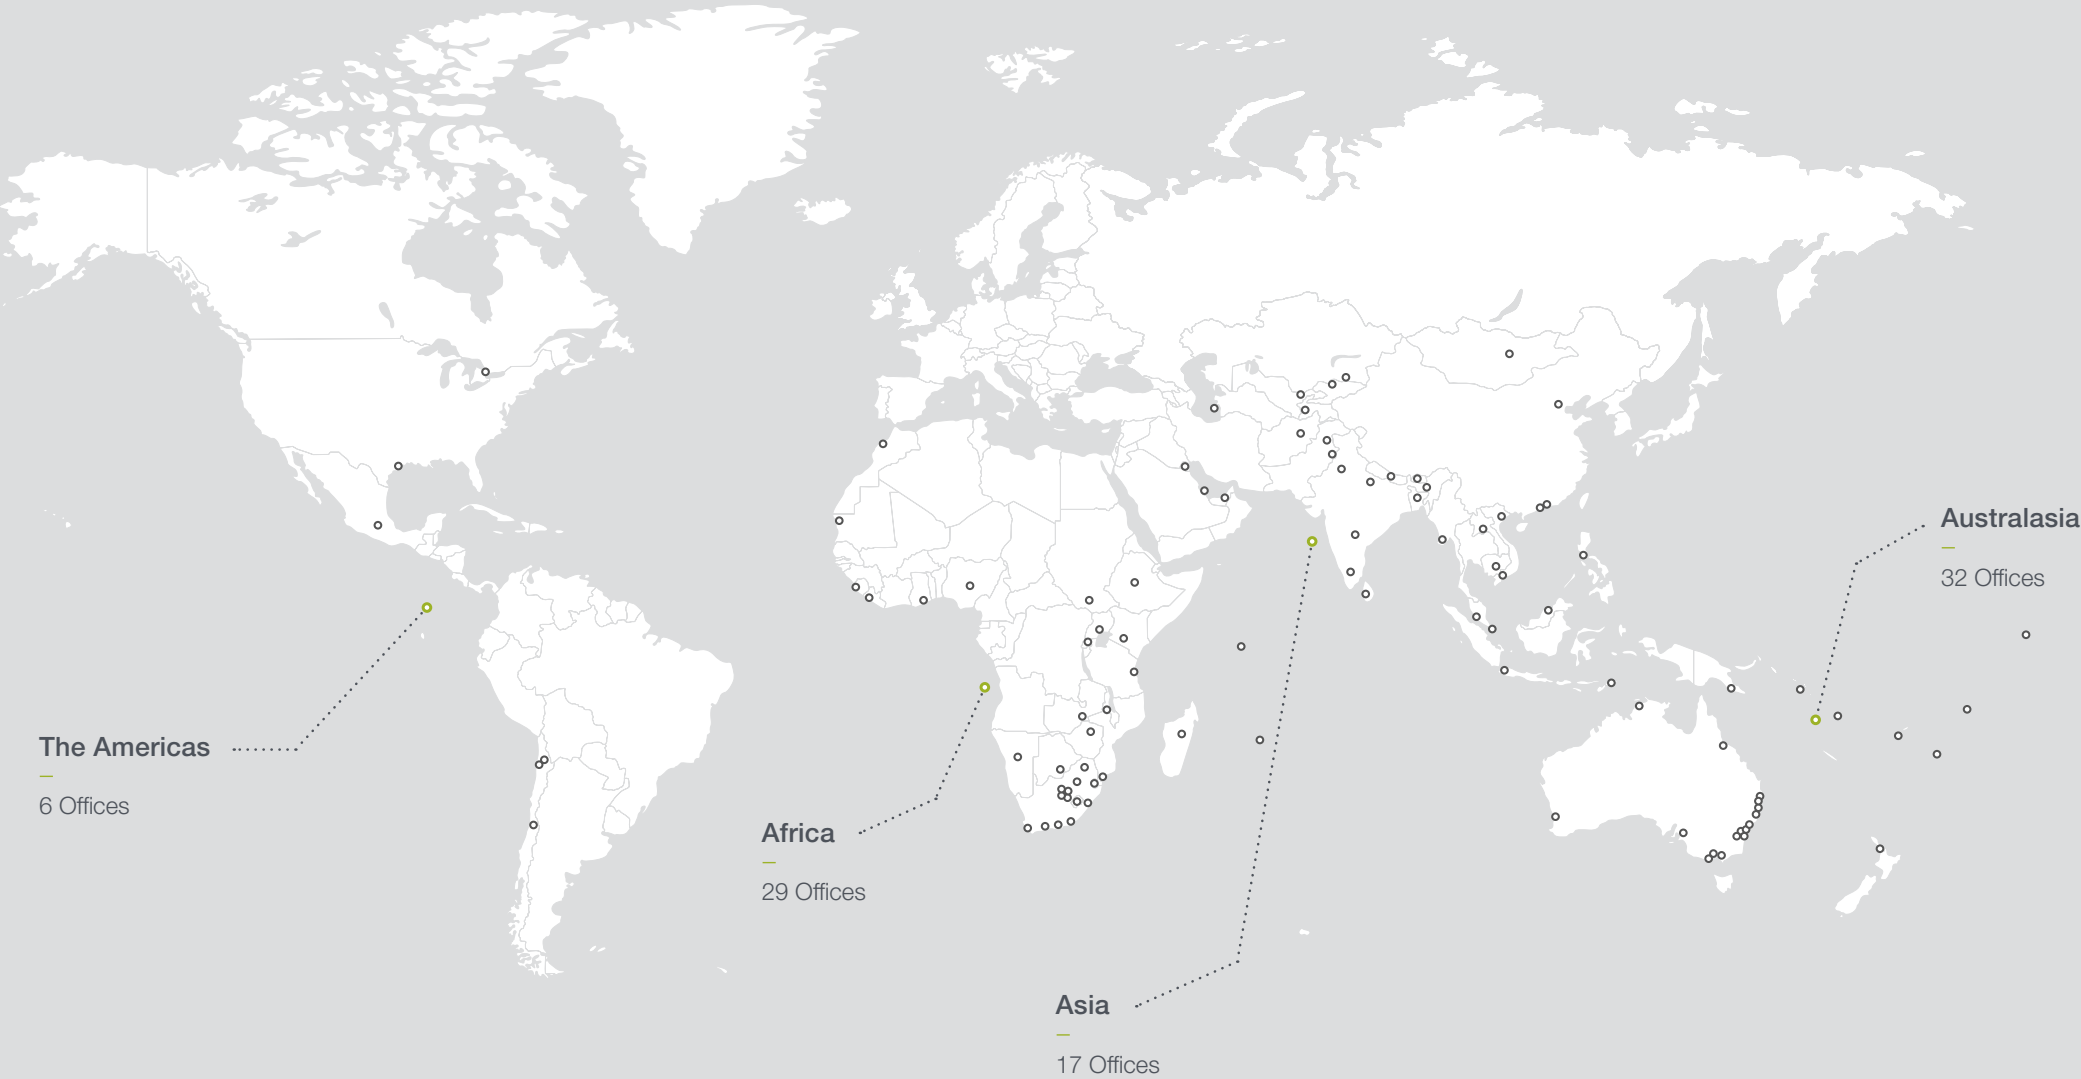 Australasia
32 Offices
The Americas
6 Offices
Africa
29 Offices
Asia
17 Offices